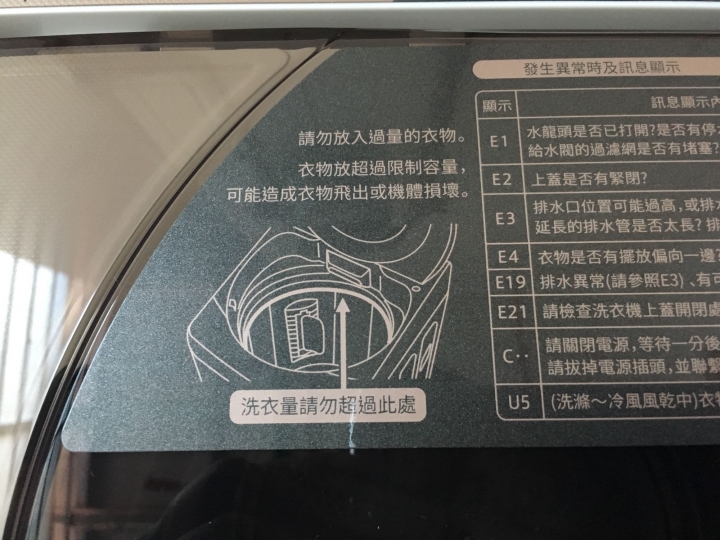 請勿放入過量的衣物。
衣物放超過限制容量，
可能造成衣物飛出或機體損壞。
洗衣量請勿超過此處
發生異常時及訊息顯示
顯示 訊息顯示內
E1 水龍頭是否已打開?是否有停
給水閥的過濾網是否有堵塞?
E2 上蓋是否有緊閉?
E3 排水口位置可能過高,或排
延長的排水管是否太長? 排
E4 衣物是否有擺放偏向一邊?
E19 排水異常(請參照E3)、有
E21 請檢查洗衣機上蓋開閉處
C‥ 請關閉電源,等待一分後
請拔掉電源插頭,並聯繫
U5 (洗滌～冷風風乾中)衣